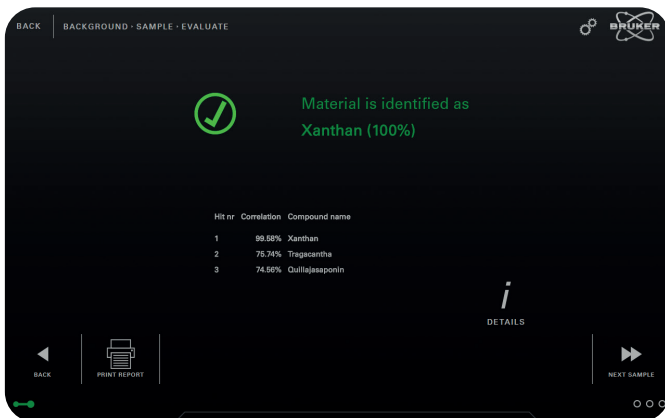 BACK
BACKGROUND · SAMPLE · EVALUATE
BRUKER
Material is identified as
Xanthan (100%)
Hit nr Correlation Compound name
1 99.58% Xanthan
2 75.74% Tragacantha
3 74.56% Quillajasaponin
i
DETAILS
BACK
PRINT REPORT
NEXT SAMPLE